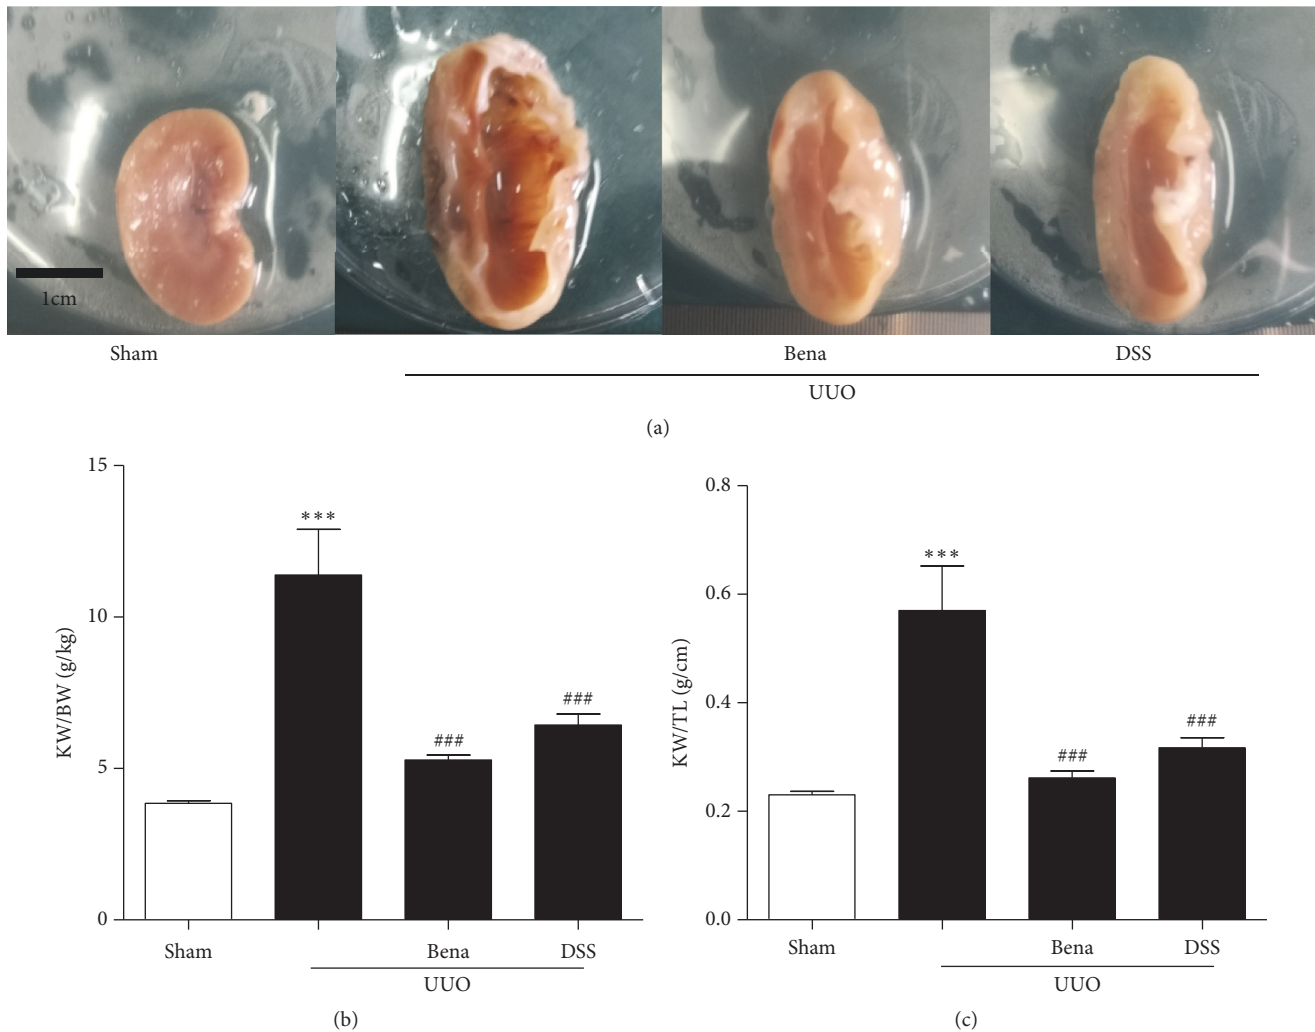 1cm
Sham
Bena
DSS
UUO
(a)
15
10
5
0
KW/BW (g/kg)
***
###
###
Sham
Bena
DSS
UUO
(b)
0.8
0.6
0.4
0.2
0.0
KW/TL (g/cm)
***
###
###
Sham
Bena
DSS
UUO
(c)